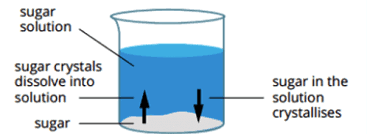 sugar
solution
sugar crystals
dissolve into
solution
sugar
sugar in the
solution
crystallises